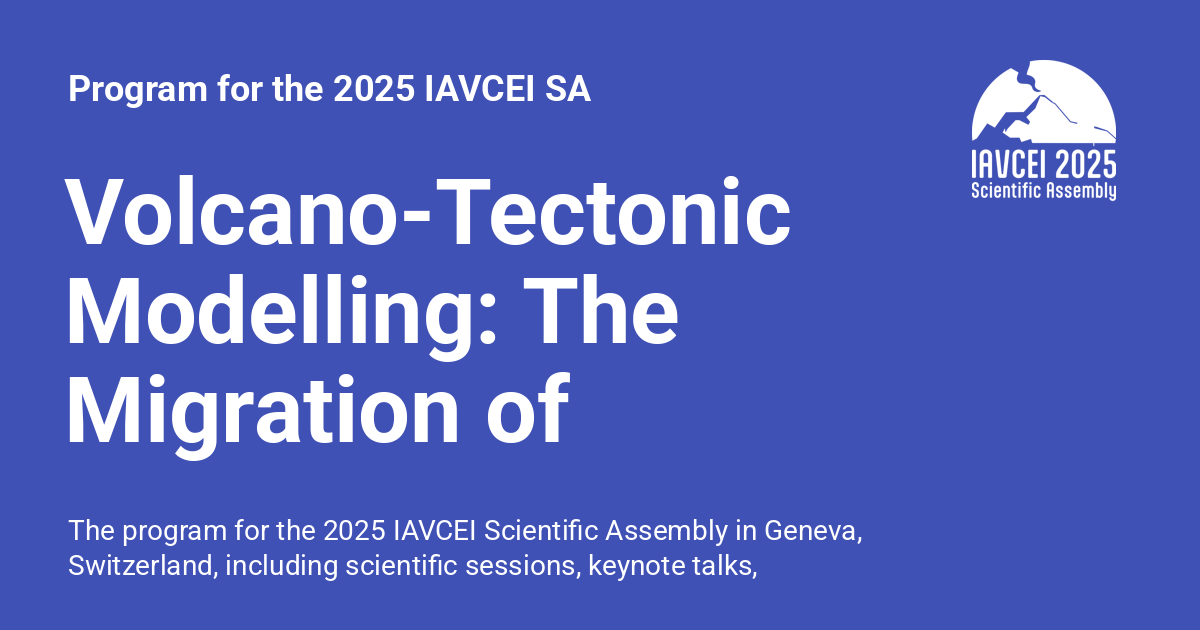 Program for the 2025 IAVCEI SA
IAVCEI 2025
Scientific Assembly
Volcano-Tectonic
Modelling: The
Migration of
The program for the 2025 IAVCEI Scientific Assembly in Geneva,
Switzerland, including scientific sessions, keynote talks,